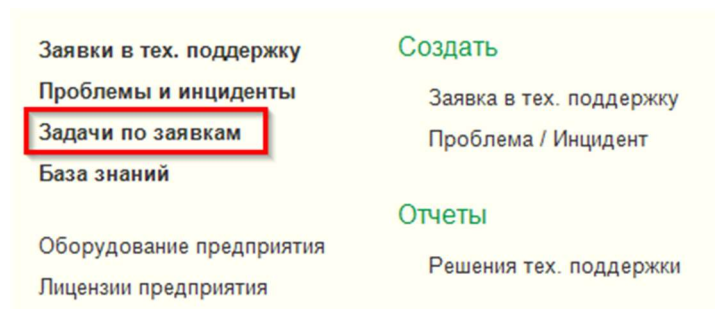 Заявки в тех. поддержку
Проблемы и инциденты
Задачи по заявкам
База знаний
Оборудование предприятия
Лицензии предприятия
Создать
Заявка в тех. поддержку
Проблема / Инцидент
Отчеты
Решения тех. поддержки